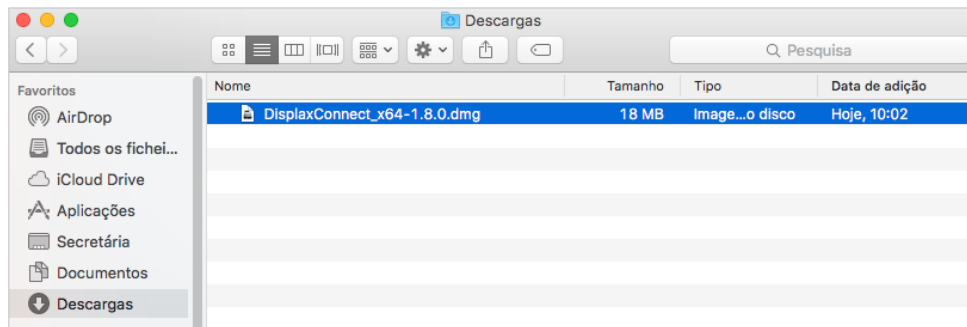 Descargas
Pesquisa
Favoritos
AirDrop
Todos os fichei...
iCloud Drive
Aplicações
Secretária
Documentos
Descargas
Nome Tamanho Tipo Data de adição
DisplaxConnect_x64-1.8.0.dmg 18 MB Image...o disco Hoje, 10:02